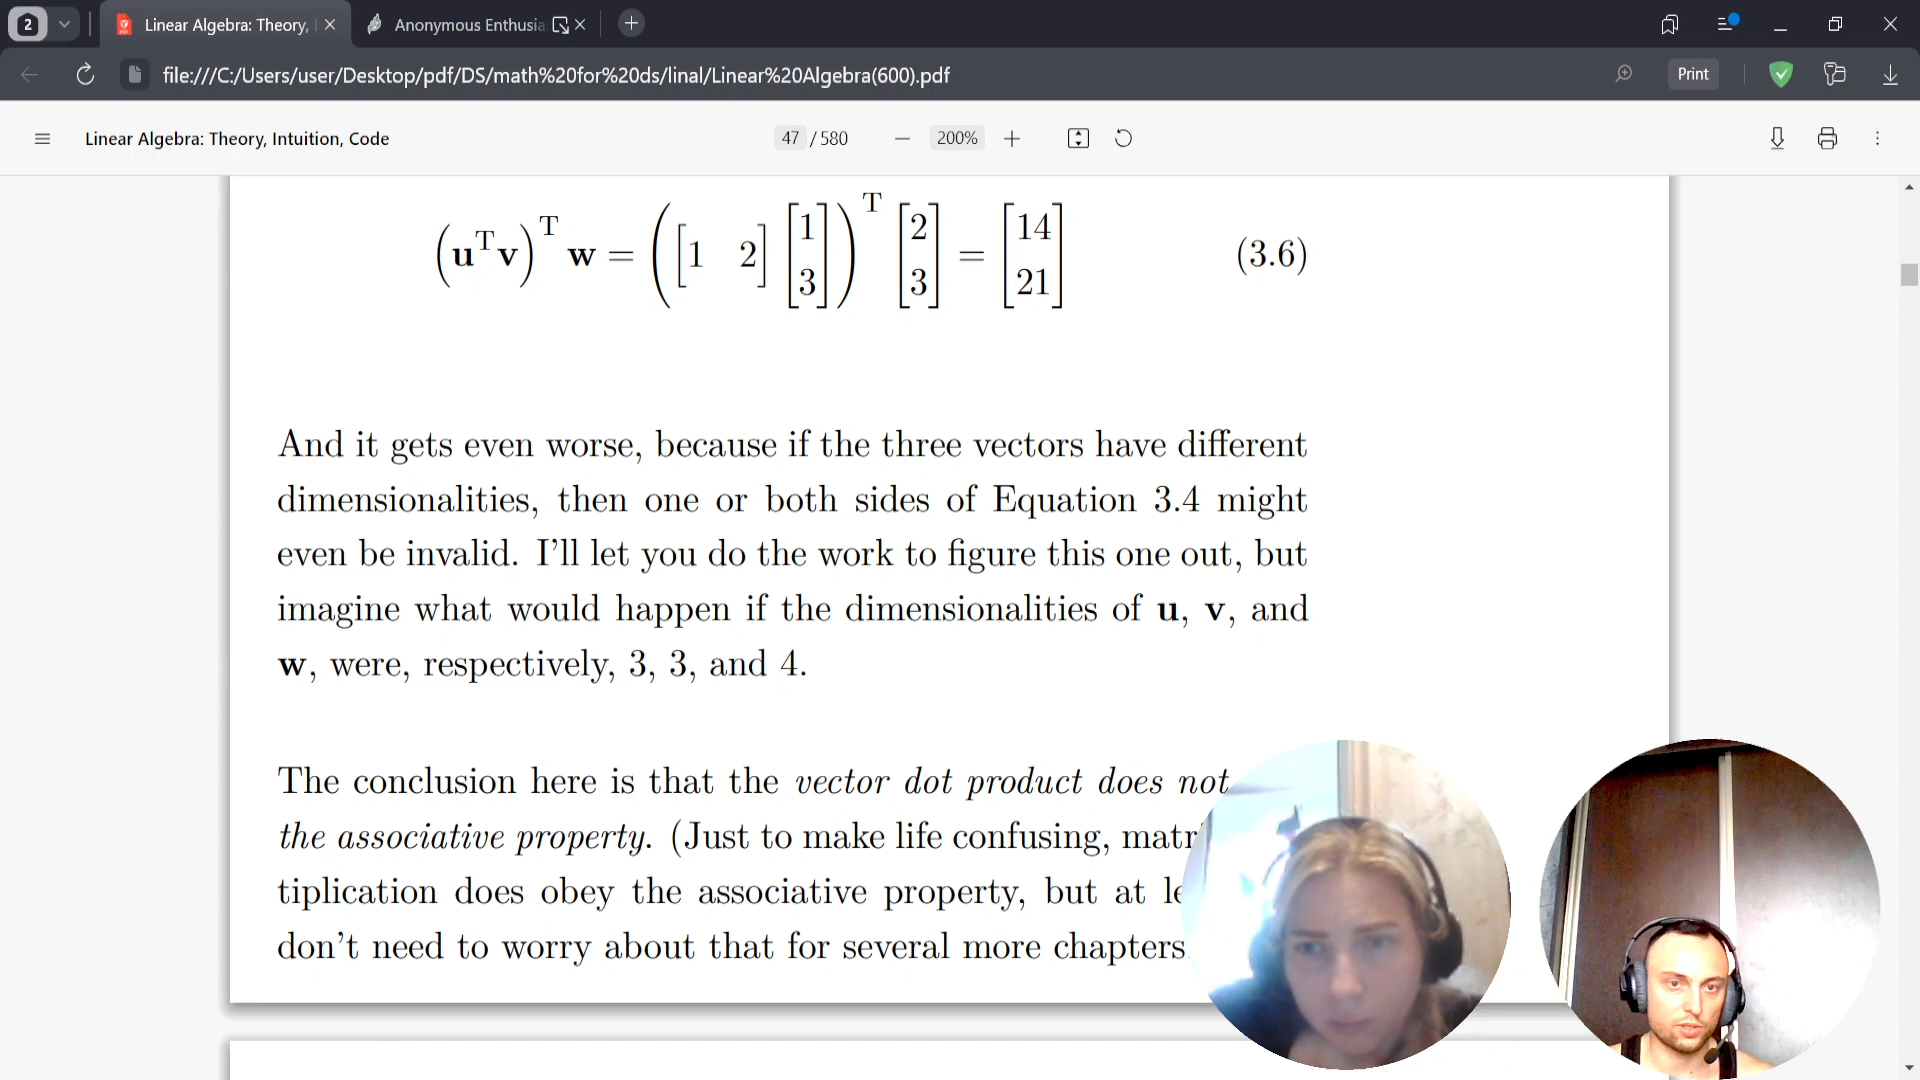 2
Linear Algebra: Theory,
Anonymous Enthusia
file:///C:/Users/user/Desktop/pdf/DS/math%20for%20ds/linal/Linear%20Algebra(600).pdf
Print
Linear Algebra: Theory, Intuition, Code
47 / 580
200%
(uᵀv)ᵀ w = ([1 2] [1 3])ᵀ [2 3] = [14 21] (3.6)
And it gets even worse, because if the three vectors have different
dimensionalities, then one or both sides of Equation 3.4 might
even be invalid. I'll let you do the work to figure this one out, but
imagine what would happen if the dimensionalities of u, v, and
w, were, respectively, 3, 3, and 4.
The conclusion here is that the vector dot product does not
the associative property. (Just to make life confusing, matr
tiplication does obey the associative property, but at le
don't need to worry about that for several more chapters